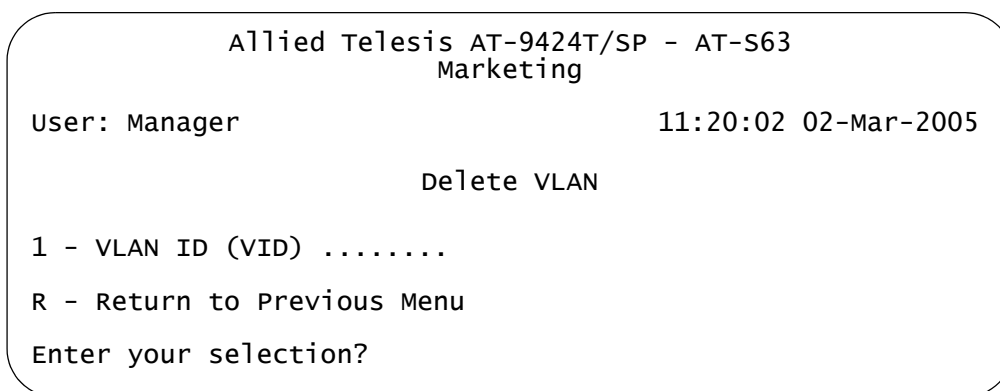 Allied Telesis AT-9424T/SP - AT-S63
Marketing
User: Manager 11:20:02 02-Mar-2005
Delete VLAN
1 - VLAN ID (VID) ........
R - Return to Previous Menu
Enter your selection?